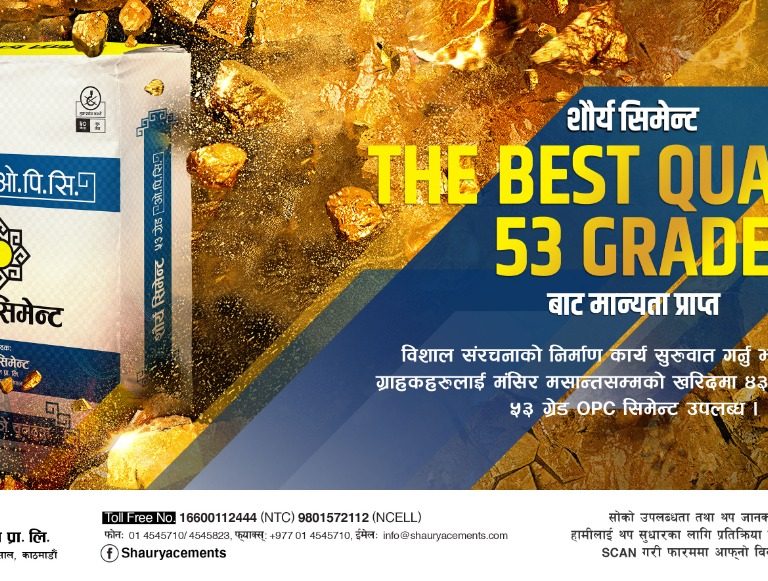 ओ.पि.सि.
सिमेन्ट
शौर्य सिमेन्ट ५३ ग्रेड ओ.पि.सि.
शौर्य सिमेन्ट
THE BEST QUA
53 GRADE
बाट मान्यता प्राप्त
विशाल संरचनाको निर्माण कार्य सुरुवात गर्नु
ग्राहकहरुलाई मंसिर मसान्तसम्मको खरिदमा ४३
५३ ग्रेड OPC सिमेन्ट उपलब्ध ।
प्रा. लि.
काठमाडौं
Toll Free No. 16600112444 (NTC) 9801572112 (NCELL)
फोन: 01 4545710/ 4545823, फ्याक्स्: +977 01 4545710, ईमेल: info@shauryacements.com
Shauryacements
सोको उपलब्धता तथा थप
हामीलाई थप सुधारका लागि प्रतिक्रिया
SCAN गरी फारममा आफ्नो